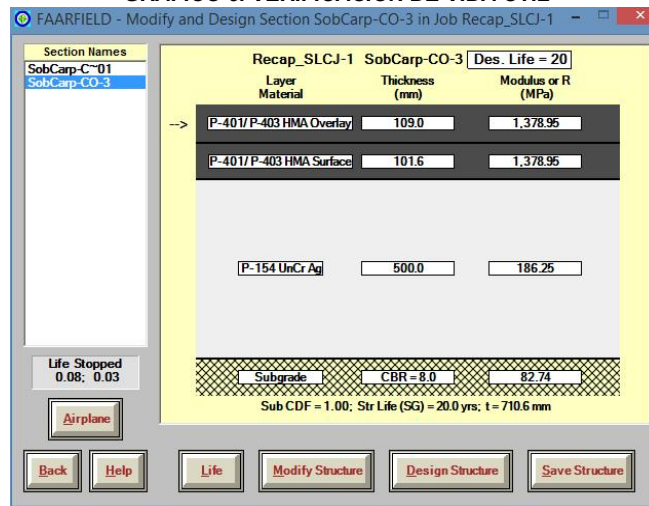 FAARFIELD - Modify and Design Section SobCarp-CO-3 in Job Recap_SLCJ-1
Section Names
SobCarp-C~01
SobCarp-CO-3
Life Stopped
0.08; 0.03
Airplane
Back
Help
Recap_SLCJ-1 SobCarp-CO-3 Des. Life = 20
Layer Thickness Modulus or R
Material (mm) (MPa)
--> P-401/ P-403 HMA Overlay 109.0 1,378.95
P-401/ P-403 HMA Surface 101.6 1,378.95
P-154 UnCr Ag 500.0 186.25
Subgrade CBR = 8.0 82.74
Sub CDF = 1.00; Str Life (SG) = 20.0 yrs; t = 710.6 mm
Life
Modify Structure
Design Structure
Save Structure